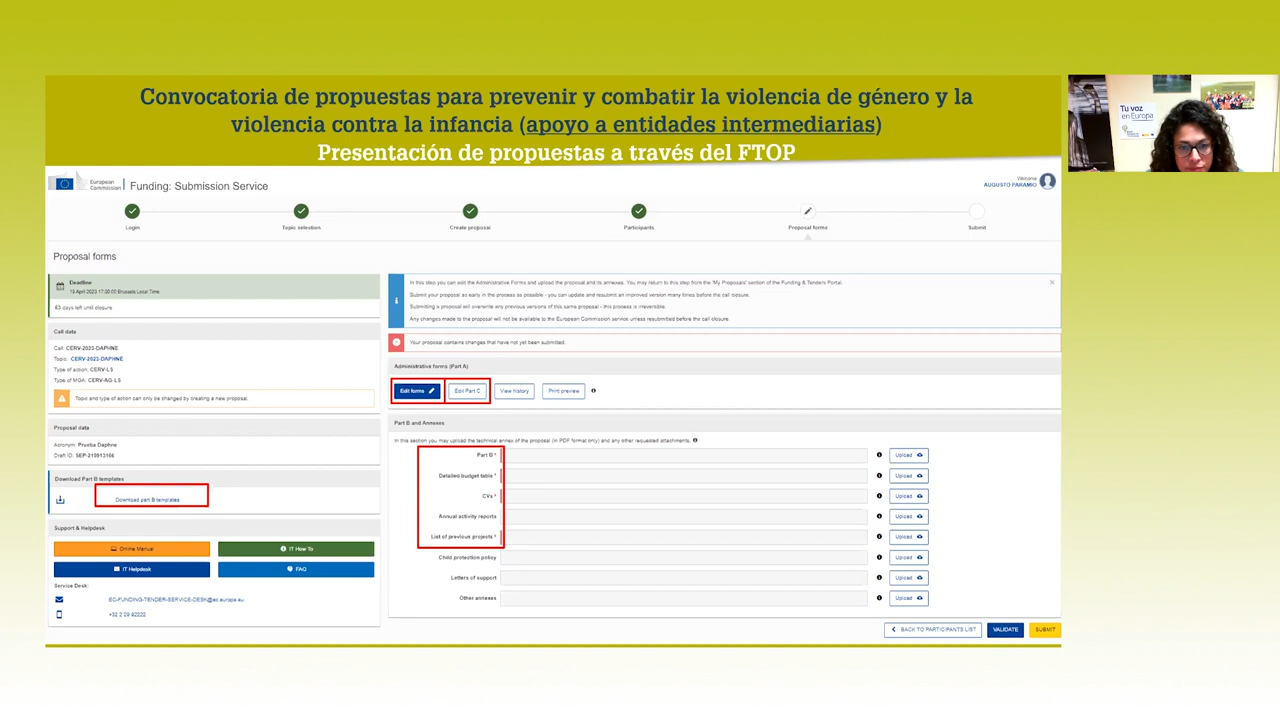 Convocatoria de propuestas para prevenir y combatir la violencia de género y la
violencia contra la infancia (apoyo a entidades intermediarias)
Presentación de propuestas a través del FTOP
Tu voz
en Europa
European
Commission
Funding: Submission Service
Welcome
AUGUSTO PARAMIO
Login
Topic selection
Create proposal
Participants
Proposal forms
Submit
Proposal forms
Deadline
19 April 2023 17:00:00 Brussels Local Time
63 days left until closure
Call data
Call: CERV-2023-DAPHNE
Topic: CERV-2023-DAPHNE
Type of action: CERV-LS
Type of MGA: CERV-AG-LS
Topic and type of action can only be changed by creating a new proposal.
Proposal data
Acronym: Prueba Daphne
Draft ID: SEP-210913166
Download Part B templates
Download part B templates
Support & Helpdesk
Online Manual
IT How To
IT Helpdesk
FAQ
Service Desk:
EC-FUNDING-TENDER-SERVICE-DESK@ec.europa.eu
+32 2 29 92222
In this step you can edit the Administrative Forms and upload the proposal and its annexes. You may return to this step from the 'My Proposals' section of the Funding & Tenders Portal.
Submit your proposal as early in the process as possible - you can update and resubmit an improved version many times before the call closure.
Submitting a proposal will overwrite any previous versions of this same proposal - this process is irreversible.
Any changes made to the proposal will not be available to the European Commission service unless resubmitted before the call closure.
Your proposal contains changes that have not yet been submitted.
Administrative forms (Part A)
Edit forms
Edit Part C
View history
Print preview
Part B and Annexes
In this section you may upload the technical annex of the proposal (in PDF format only) and any other requested attachments.
Part B *
Upload
Detailed budget table *
Upload
CVs *
Upload
Annual activity reports
Upload
List of previous projects *
Upload
Child protection policy
Upload
Letters of support
Upload
Other annexes
Upload
BACK TO PARTICIPANTS LIST
VALIDATE
SUBMIT